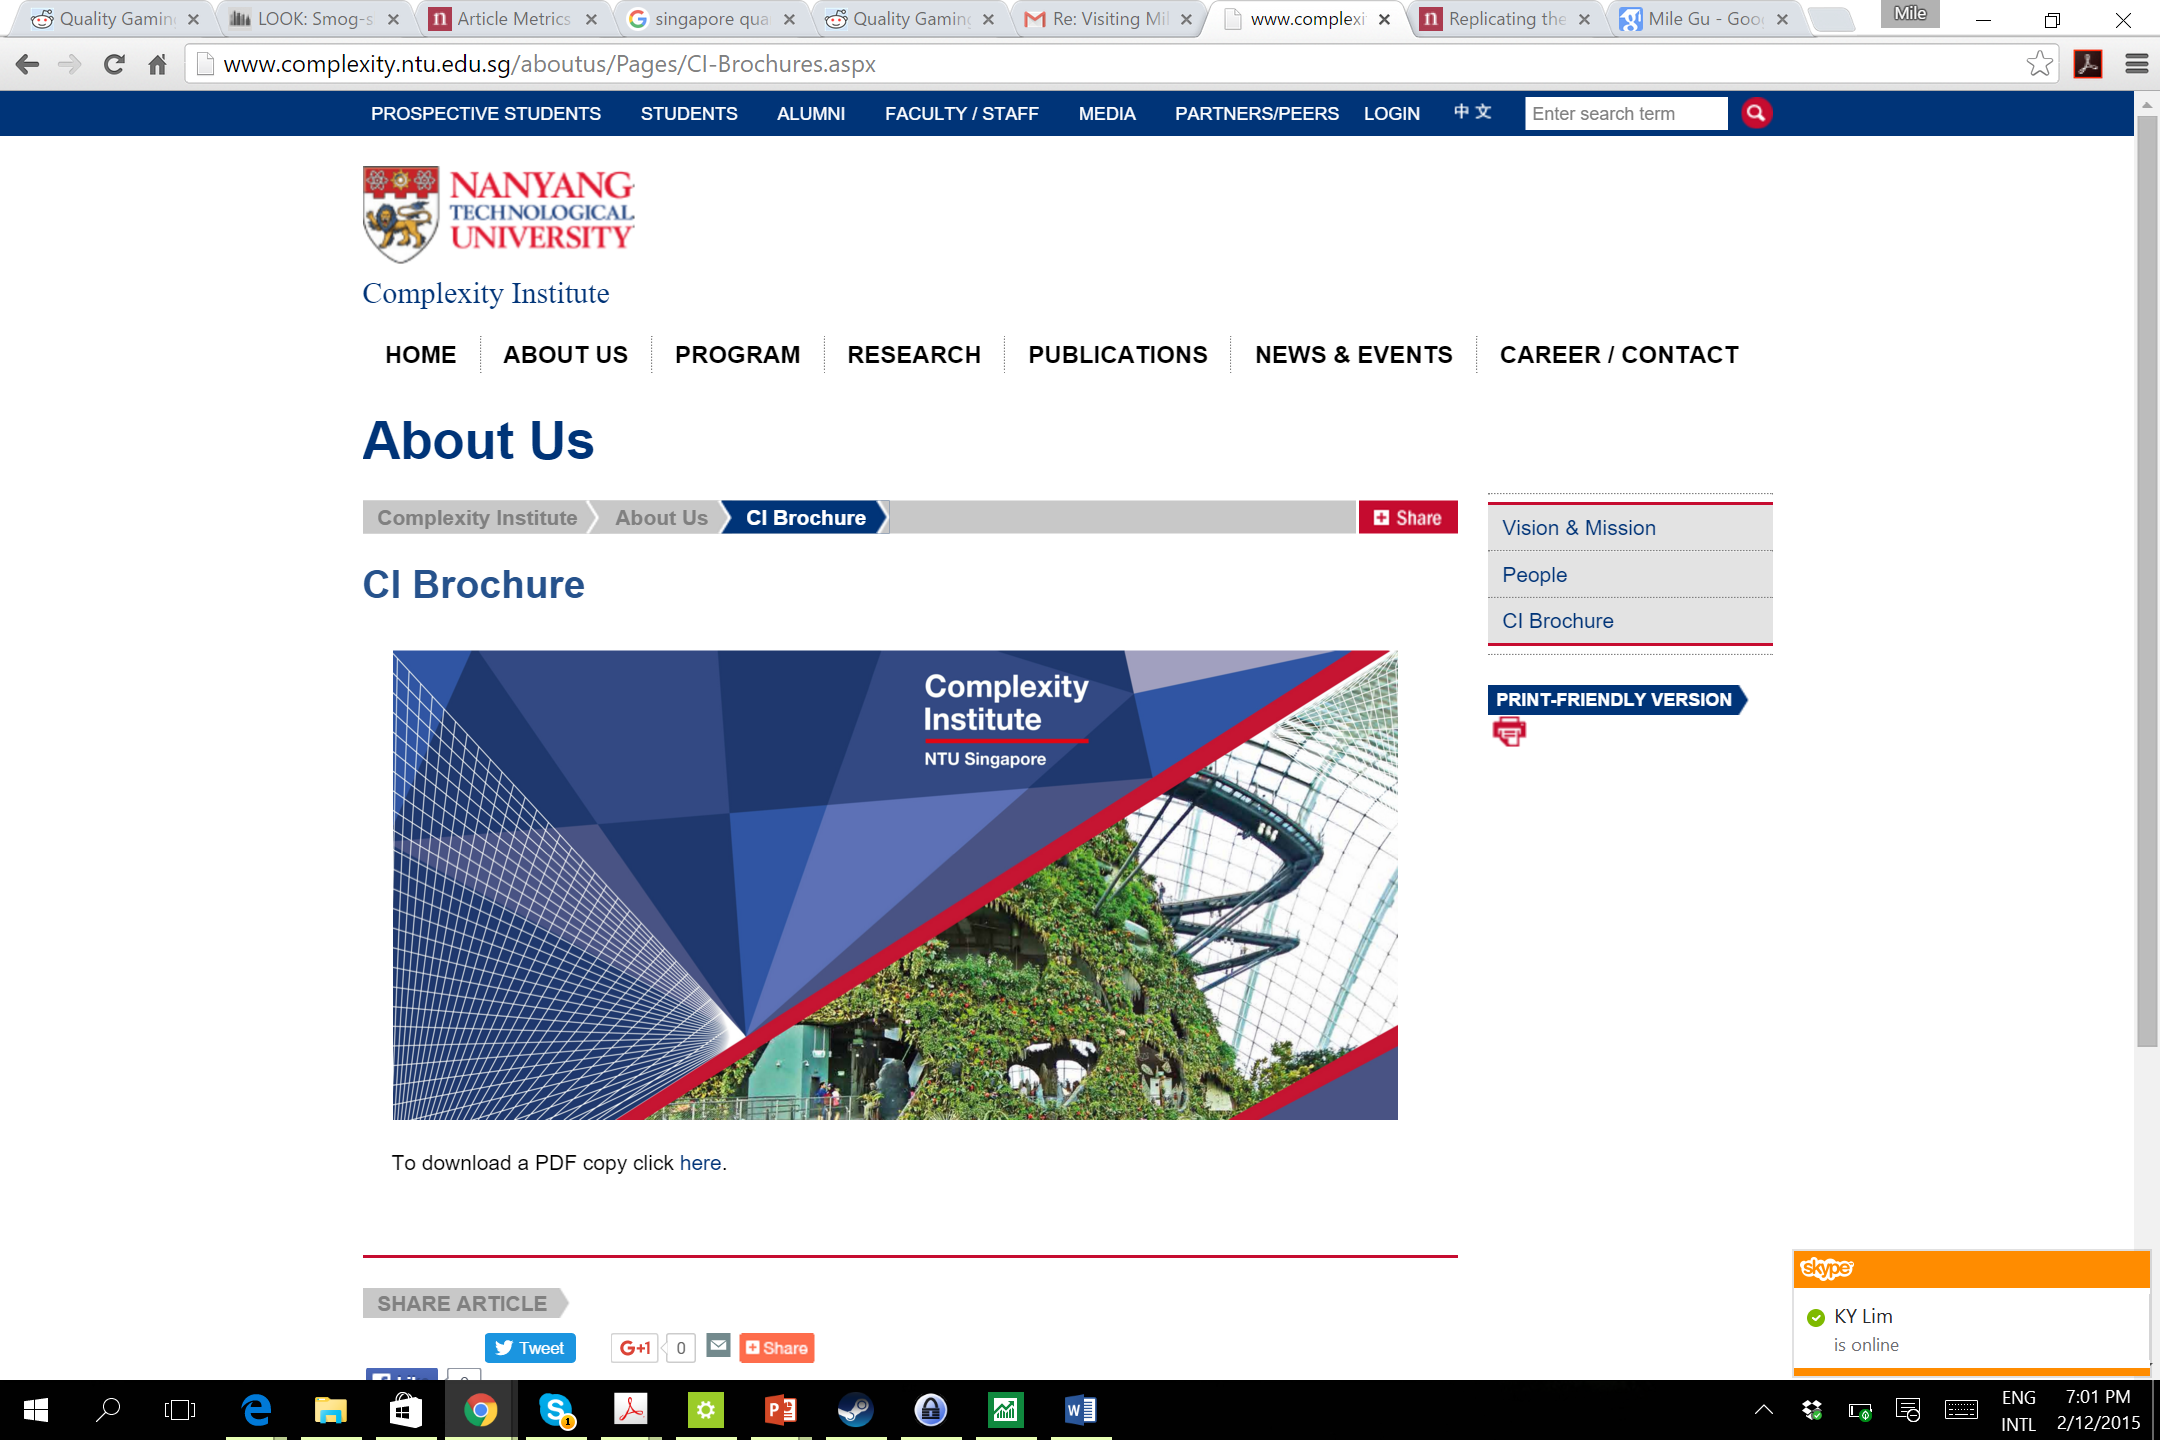 Quality Gaming
LOOK: Smog-s
Article Metrics
singapore qua
Quality Gaming
Re: Visiting Mil
www.complexi
Replicating the
Mile Gu - Goo
Mile
www.complexity.ntu.edu.sg/aboutus/Pages/CI-Brochures.aspx
PROSPECTIVE STUDENTS STUDENTS ALUMNI FACULTY / STAFF MEDIA PARTNERS/PEERS LOGIN 中文 Enter search term
NANYANG
TECHNOLOGICAL
UNIVERSITY
Complexity Institute
HOME ABOUT US PROGRAM RESEARCH PUBLICATIONS NEWS & EVENTS CAREER / CONTACT
About Us
Complexity Institute About Us CI Brochure Share
CI Brochure
Complexity
Institute
NTU Singapore
To download a PDF copy click here.
Vision & Mission
People
CI Brochure
PRINT-FRIENDLY VERSION
SHARE ARTICLE
Tweet G+1 0 Share
skype
KY Lim
is online
1
ENG
INTL
7:01 PM
2/12/2015